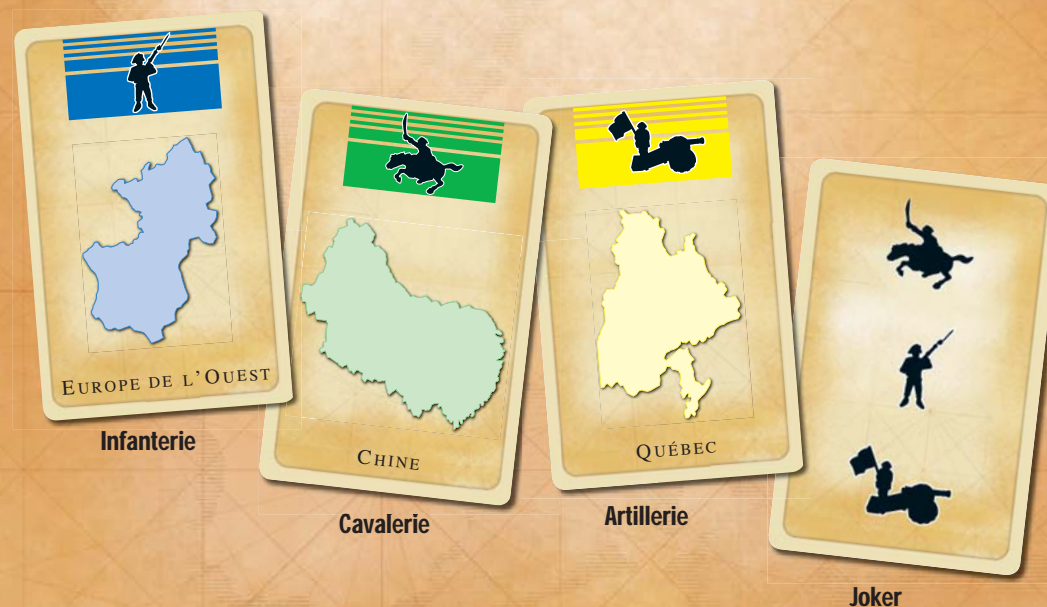 EUROPE DE L'OUEST
Infanterie
CHINE
Cavalerie
QUÉBEC
Artillerie
Joker